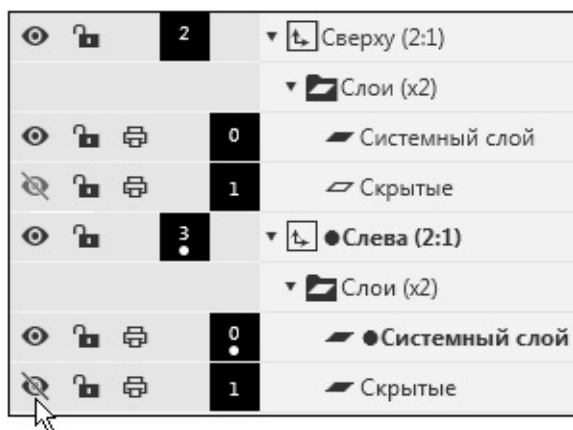 2 Сверху (2:1)
Слои (x2)
0 Системный слой
1 Скрытые
3 Слева (2:1)
Слои (x2)
0 Системный слой
1 Скрытые